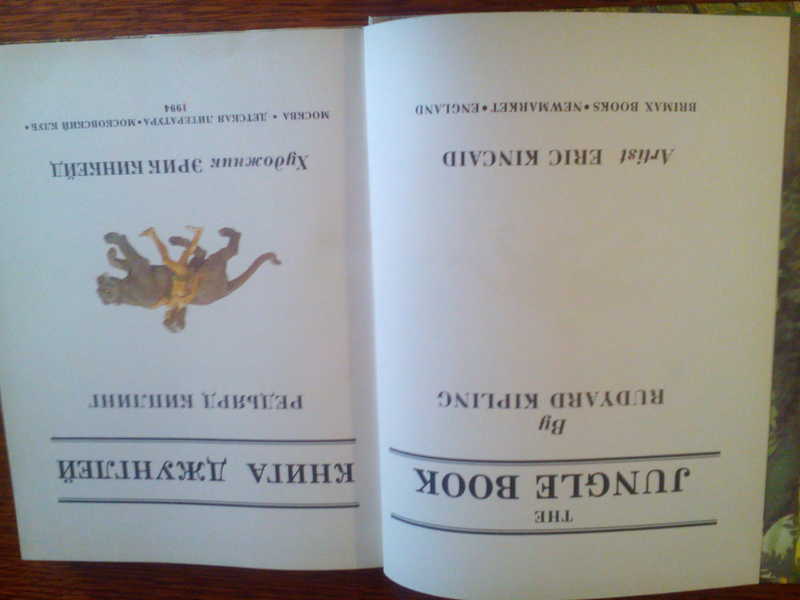 THE
JUNGLE BOOK
By
RUDYARD KIPLING
Artist ERIC KINCAID
BRIMAX BOOKS • NEWMARKET • ENGLAND
КНИГА ДЖУНГЛЕЙ
РЕДЬЯРД КИПЛИНГ
Художник ЭРИК КИНКЕЙД
МОСКВА • ДЕТСКАЯ ЛИТЕРАТУРА • МОСКОВСКИЙ КЛУБ •
1994